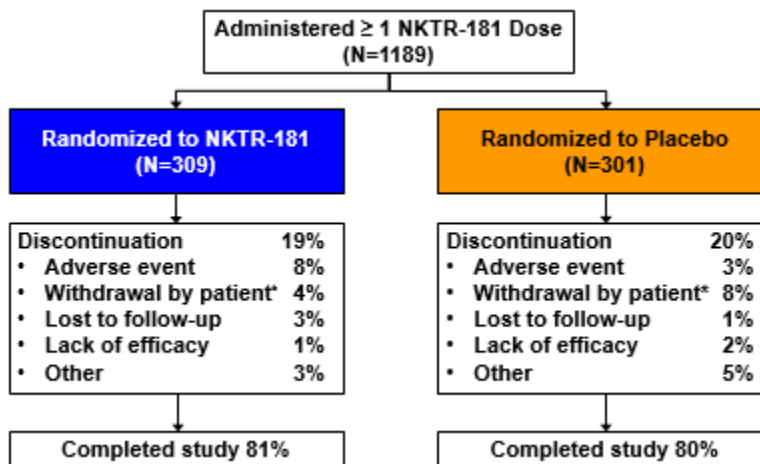 Administered ≥ 1 NKTR-181 Dose
(N=1189)
Randomized to NKTR-181
(N=309)
Randomized to Placebo
(N=301)
Discontinuation 19%
• Adverse event 8%
• Withdrawal by patient* 4%
• Lost to follow-up 3%
• Lack of efficacy 1%
• Other 3%
Discontinuation 20%
• Adverse event 3%
• Withdrawal by patient* 8%
• Lost to follow-up 1%
• Lack of efficacy 2%
• Other 5%
Completed study 81%
Completed study 80%